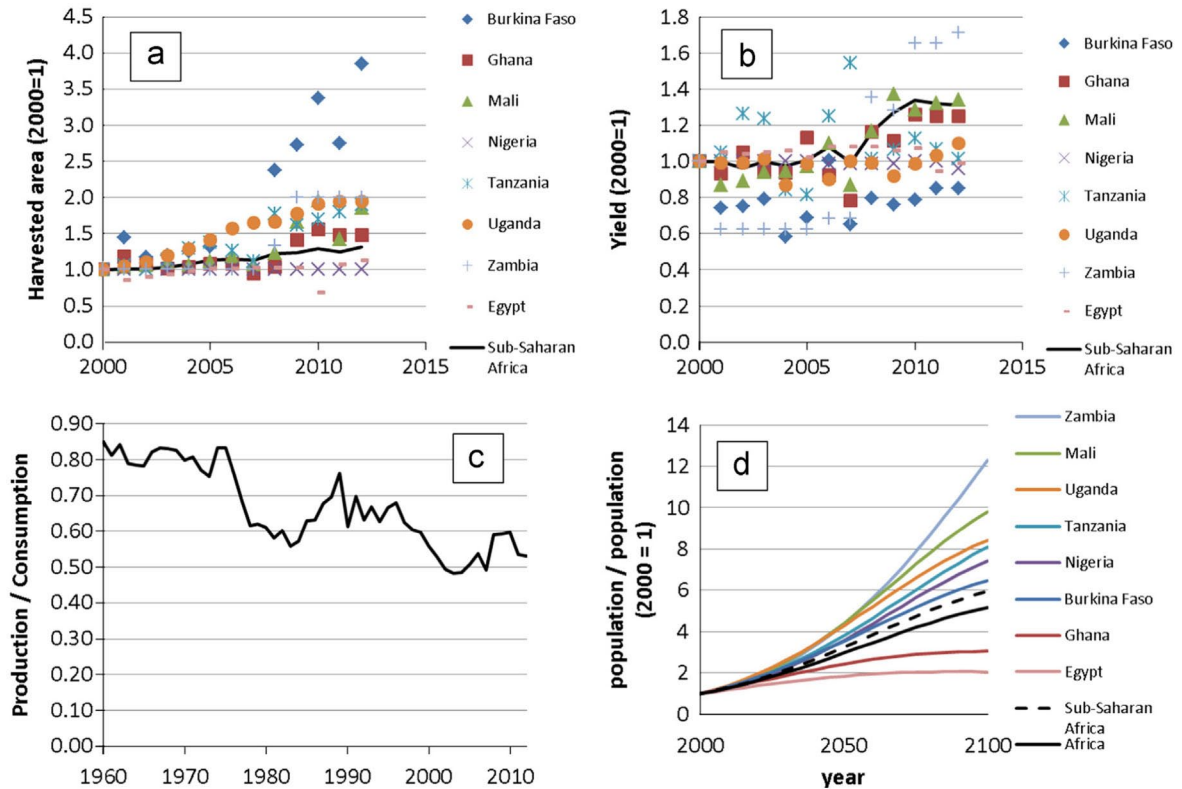 a
Harvested area (2000=1)
4.5
4.0
3.5
3.0
2.5
2.0
1.5
1.0
0.5
0.0
2000
2005
2010
2015
Burkina Faso
Ghana
Mali
Nigeria
Tanzania
Uganda
Zambia
Egypt
Sub-Saharan
Africa
b
Yield (2000=1)
1.8
1.6
1.4
1.2
1.0
0.8
0.6
0.4
0.2
0.0
2000
2005
2010
2015
Burkina Faso
Ghana
Mali
Nigeria
Tanzania
Uganda
Zambia
Egypt
Sub-Saharan
Africa
c
Production / Consumption
0.90
0.80
0.70
0.60
0.50
0.40
0.30
0.20
0.10
0.00
1960
1970
1980
1990
2000
2010
d
population / population
(2000 = 1)
14
12
10
8
6
4
2
0
2000
2050
2100
year
Zambia
Mali
Uganda
Tanzania
Nigeria
Burkina Faso
Ghana
Egypt
Sub-Saharan
Africa
Africa